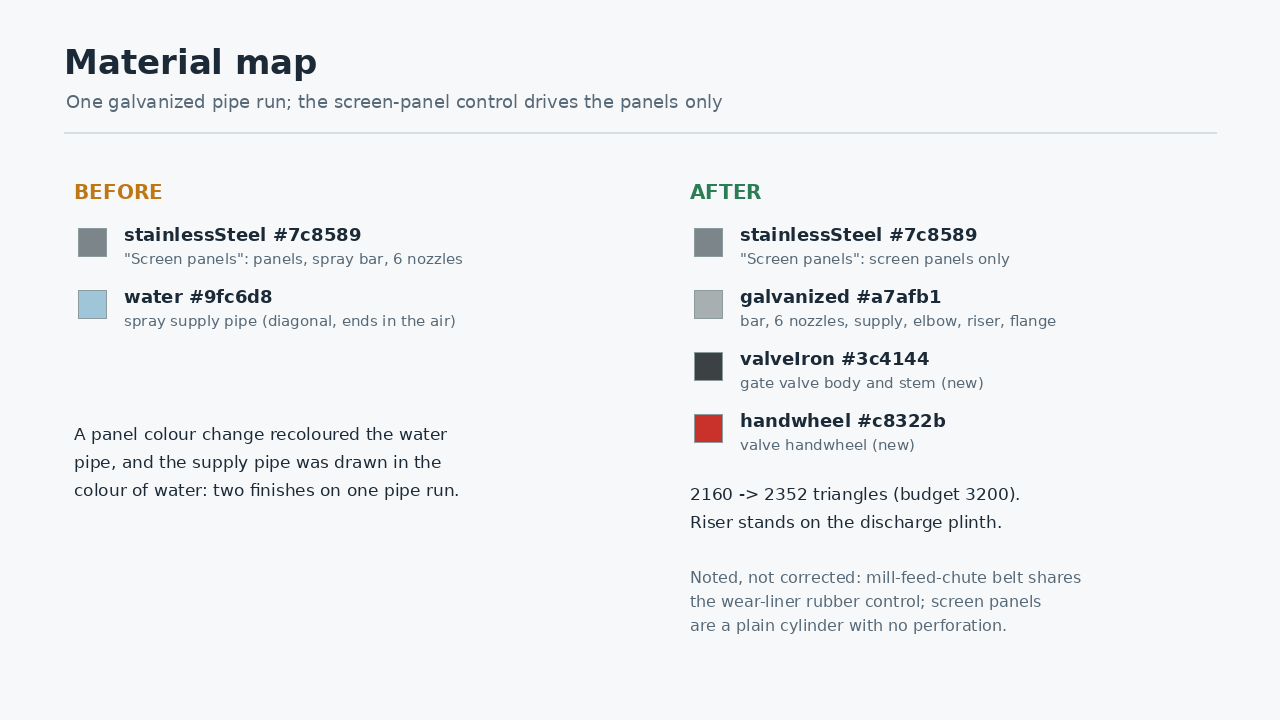 Material map
One galvanized pipe run; the screen-panel control drives the panels only
BEFORE
stainlessSteel #7c8589
"Screen panels": panels, spray bar, 6 nozzles
water #9fc6d8
spray supply pipe (diagonal, ends in the air)
A panel colour change recoloured the water
pipe, and the supply pipe was drawn in the
colour of water: two finishes on one pipe run.
AFTER
stainlessSteel #7c8589
"Screen panels": screen panels only
galvanized #a7afb1
bar, 6 nozzles, supply, elbow, riser, flange
valveIron #3c4144
gate valve body and stem (new)
handwheel #c8322b
valve handwheel (new)
2160 -> 2352 triangles (budget 3200).
Riser stands on the discharge plinth.
Noted, not corrected: mill-feed-chute belt shares
the wear-liner rubber control; screen panels
are a plain cylinder with no perforation.